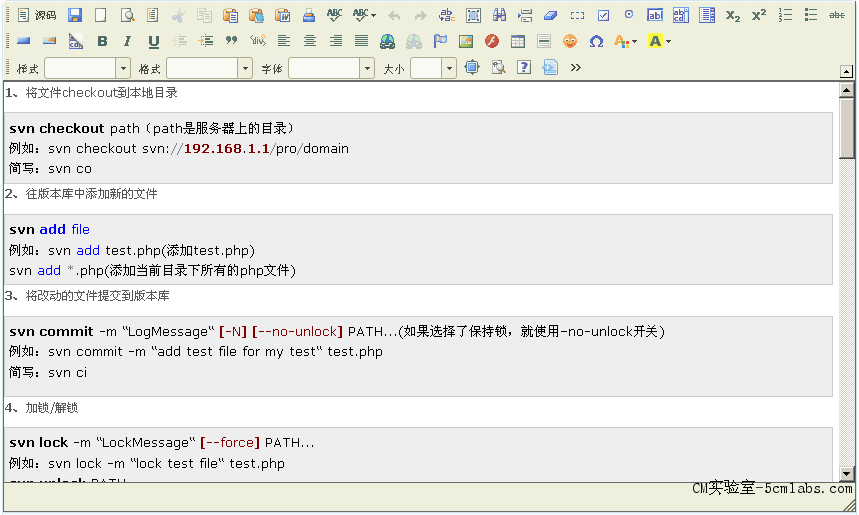 源码
样式 格式 字体 大小
1、将文件checkout到本地目录
svn checkout path（path是服务器上的目录）
例如：svn checkout svn://192.168.1.1/pro/domain
简写：svn co
2、往版本库中添加新的文件
svn add file
例如：svn add test.php(添加test.php)
svn add *.php(添加当前目录下所有的php文件)
3、将改动的文件提交到版本库
svn commit -m “LogMessage“ [-N] [--no-unlock] PATH...(如果选择了保持锁，就使用–no-unlock开关)
例如：svn commit -m “add test file for my test“ test.php
简写：svn ci
4、加锁/解锁
svn lock -m “LockMessage“ [--force] PATH...
例如：svn lock -m “lock test file“ test.php
svn unlock PATH
CM实验室-5cmlabs.com